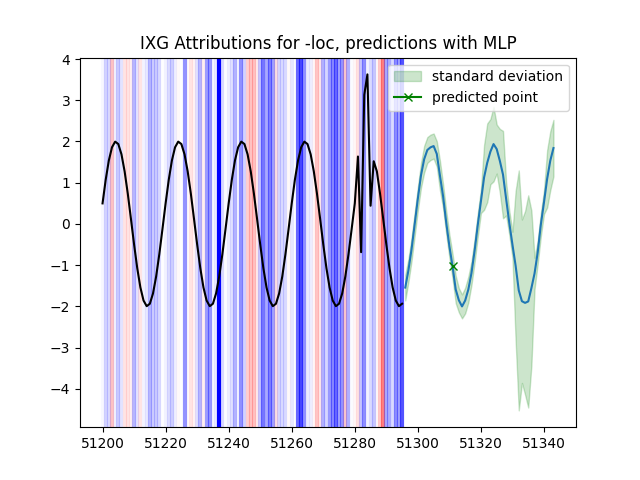 IXG Attributions for -loc, predictions with MLP
standard deviation
predicted point
4
3
2
1
0
−1
−2
−3
−4
51200 51220 51240 51260 51280 51300 51320 51340